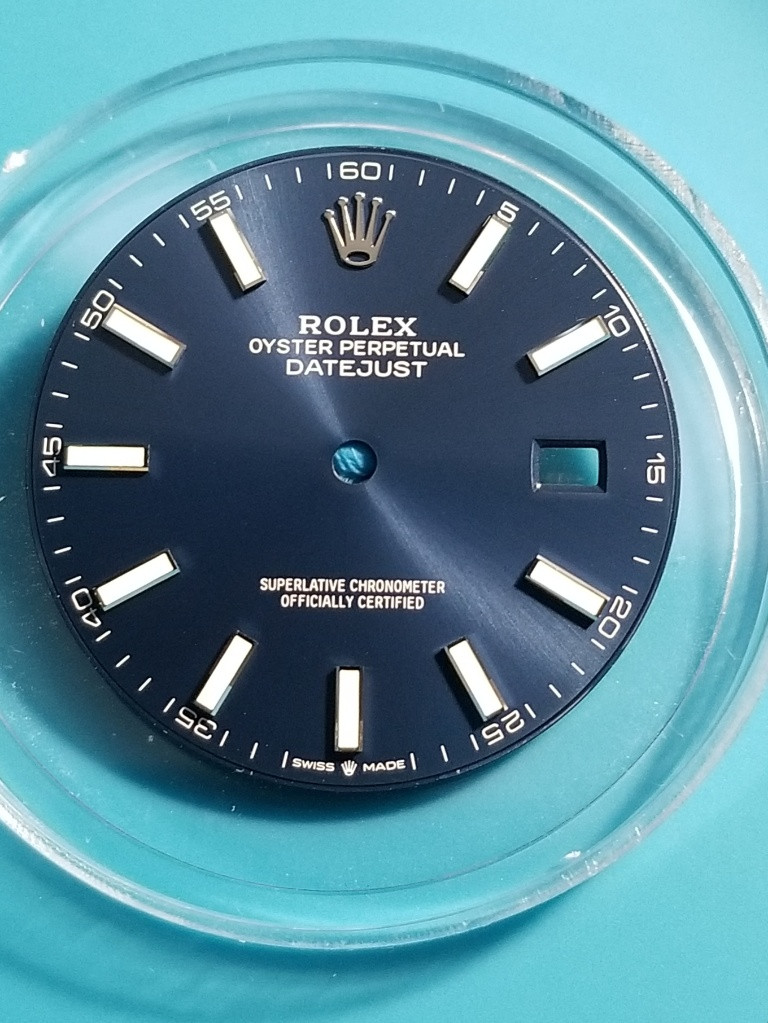 60
5
10
15
20
25
35
40
45
50
55
ROLEX
OYSTER PERPETUAL
DATEJUST
SUPERLATIVE CHRONOMETER
OFFICIALLY CERTIFIED
SWISS MADE